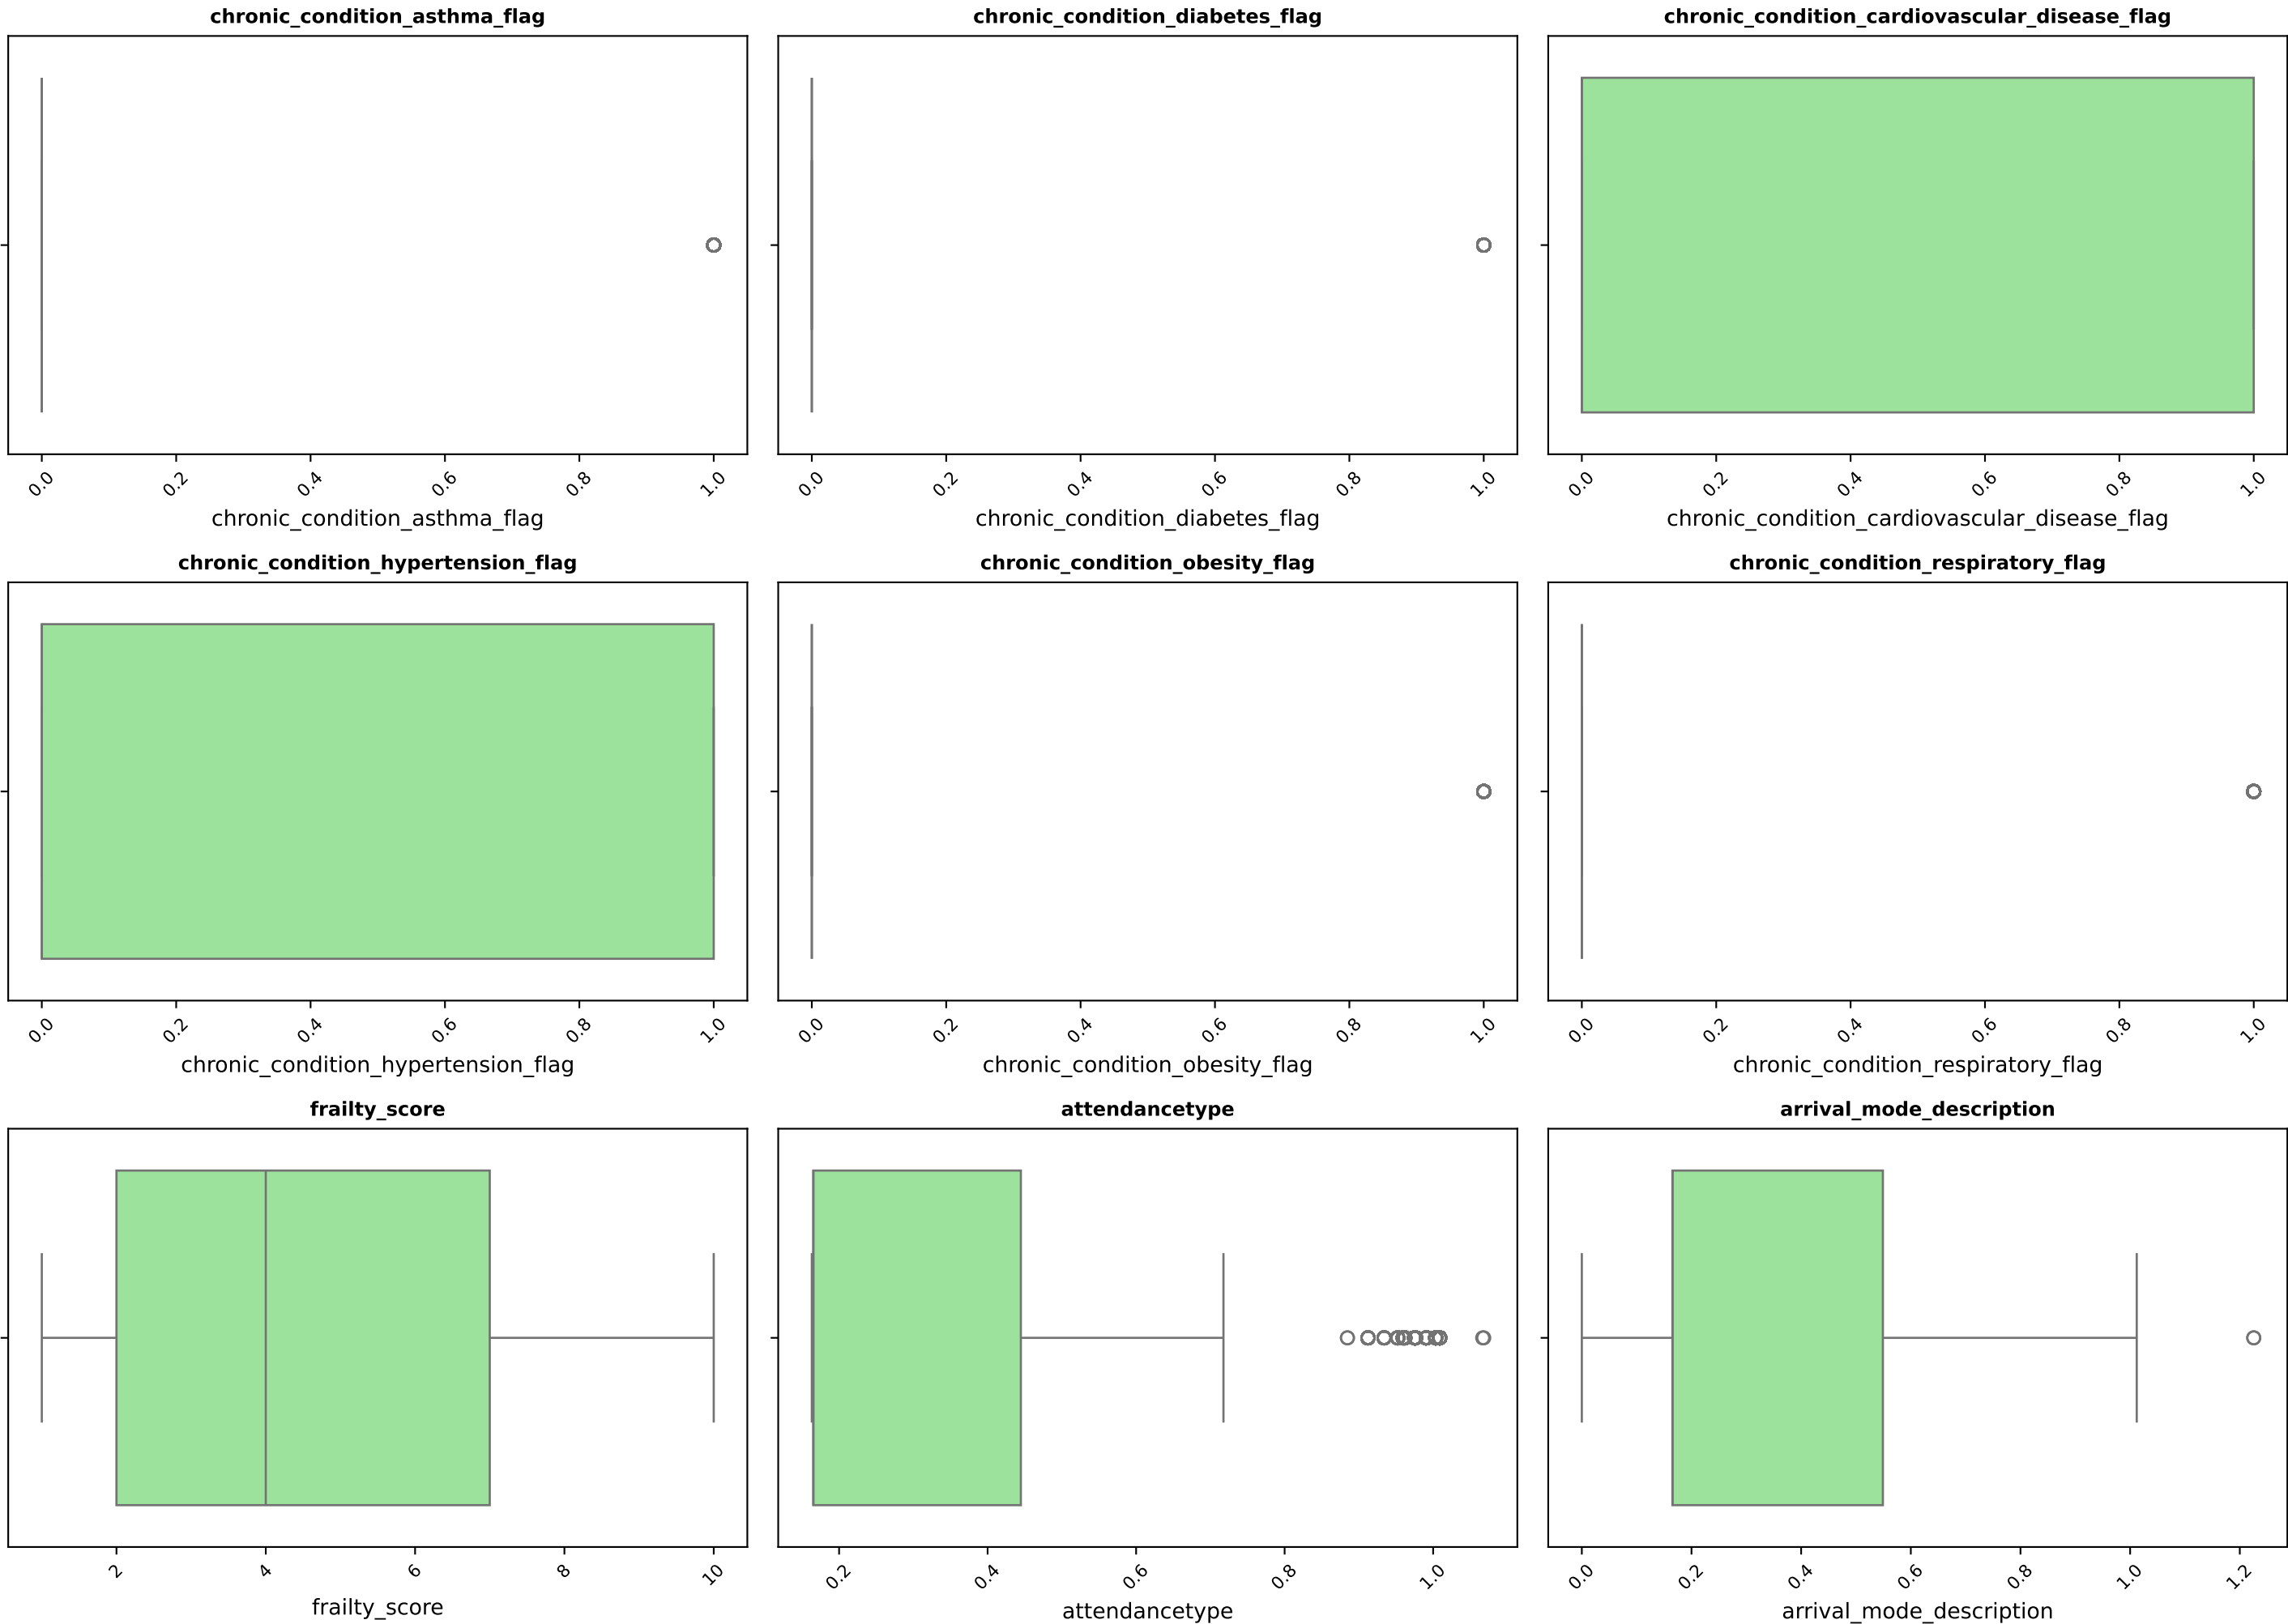 chronic_condition_asthma_flag
chronic_condition_diabetes_flag
chronic_condition_cardiovascular_disease_flag
0.0 0.2 0.4 0.6 0.8 1.0
0.0 0.2 0.4 0.6 0.8 1.0
0.0 0.2 0.4 0.6 0.8 1.0
chronic_condition_asthma_flag
chronic_condition_diabetes_flag
chronic_condition_cardiovascular_disease_flag
chronic_condition_hypertension_flag
chronic_condition_obesity_flag
chronic_condition_respiratory_flag
0.0 0.2 0.4 0.6 0.8 1.0
0.0 0.2 0.4 0.6 0.8 1.0
0.0 0.2 0.4 0.6 0.8 1.0
chronic_condition_hypertension_flag
chronic_condition_obesity_flag
chronic_condition_respiratory_flag
frailty_score
attendancetype
arrival_mode_description
2 4 6 8 10
0.2 0.4 0.6 0.8 1.0
0.0 0.2 0.4 0.6 0.8 1.0 1.2
frailty_score
attendancetype
arrival_mode_description